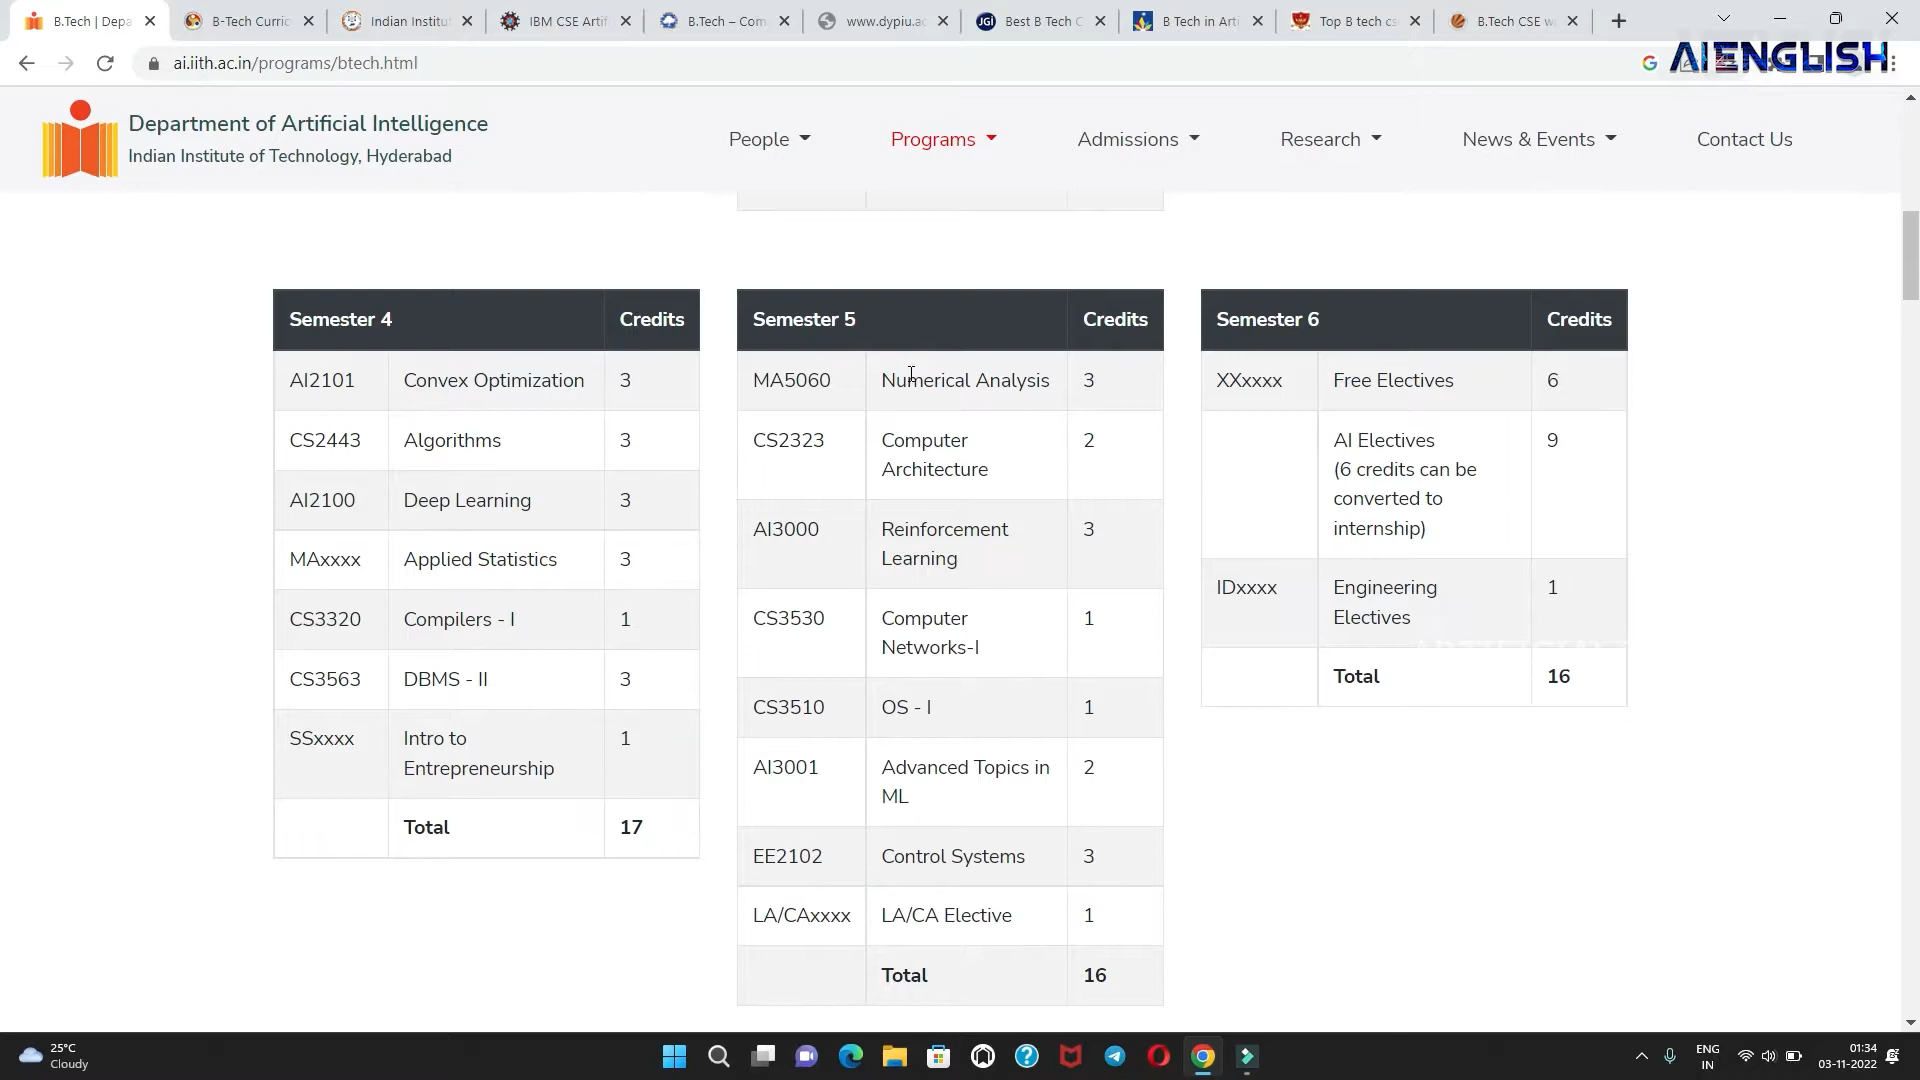 B.Tech | Depa
B-Tech Curric
Indian Institut
IBM CSE Artif
B.Tech – Com
www.dypiu.ac
Best B Tech C
B Tech in Arti
Top B tech cs
B.Tech CSE w
ai.iith.ac.in/programs/btech.html
AI ENGLISH
Department of Artificial Intelligence
Indian Institute of Technology, Hyderabad
People
Programs
Admissions
Research
News & Events
Contact Us
Semester 4 Credits
AI2101 Convex Optimization 3
CS2443 Algorithms 3
AI2100 Deep Learning 3
MAxxxx Applied Statistics 3
CS3320 Compilers - I 1
CS3563 DBMS - II 3
SSxxxx Intro to 1
Entrepreneurship
Total 17
Semester 5 Credits
MA5060 Numerical Analysis 3
CS2323 Computer 2
Architecture
AI3000 Reinforcement 3
Learning
CS3530 Computer 1
Networks-I
CS3510 OS - I 1
AI3001 Advanced Topics in 2
ML
EE2102 Control Systems 3
LA/CAxxxx LA/CA Elective 1
Total 16
Semester 6 Credits
XXxxxx Free Electives 6
AI Electives 9
(6 credits can be
converted to
internship)
IDxxxx Engineering 1
Electives
Total 16
25°C
Cloudy
ENG
IN
01:34
03-11-2022